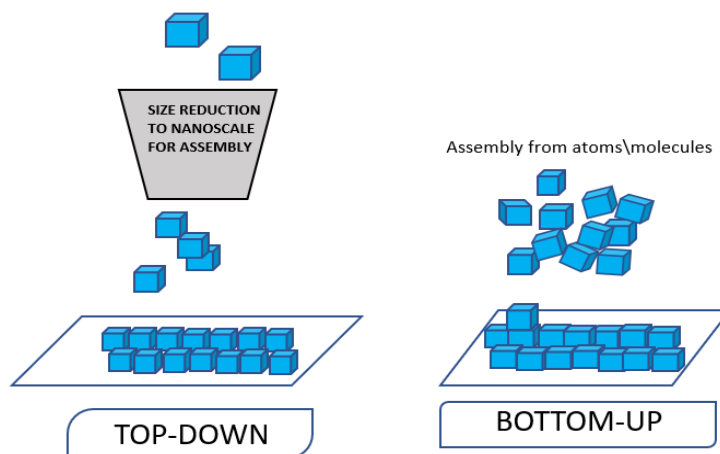 SIZE REDUCTION
TO NANOSCALE
FOR ASSEMBLY
Assembly from atoms\molecules
TOP-DOWN
BOTTOM-UP